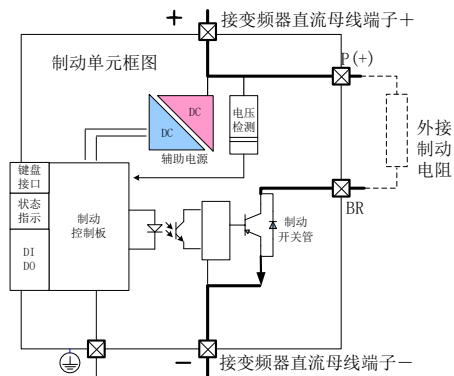 + 接变频器直流母线端子+
制动单元框图
P(+)
DC
DC
电压
检测
辅助电源
外接
制动
电阻
键盘
接口
状态
指示
DI
DO
制动
控制板
制动
开关管
BR
− 接变频器直流母线端子−